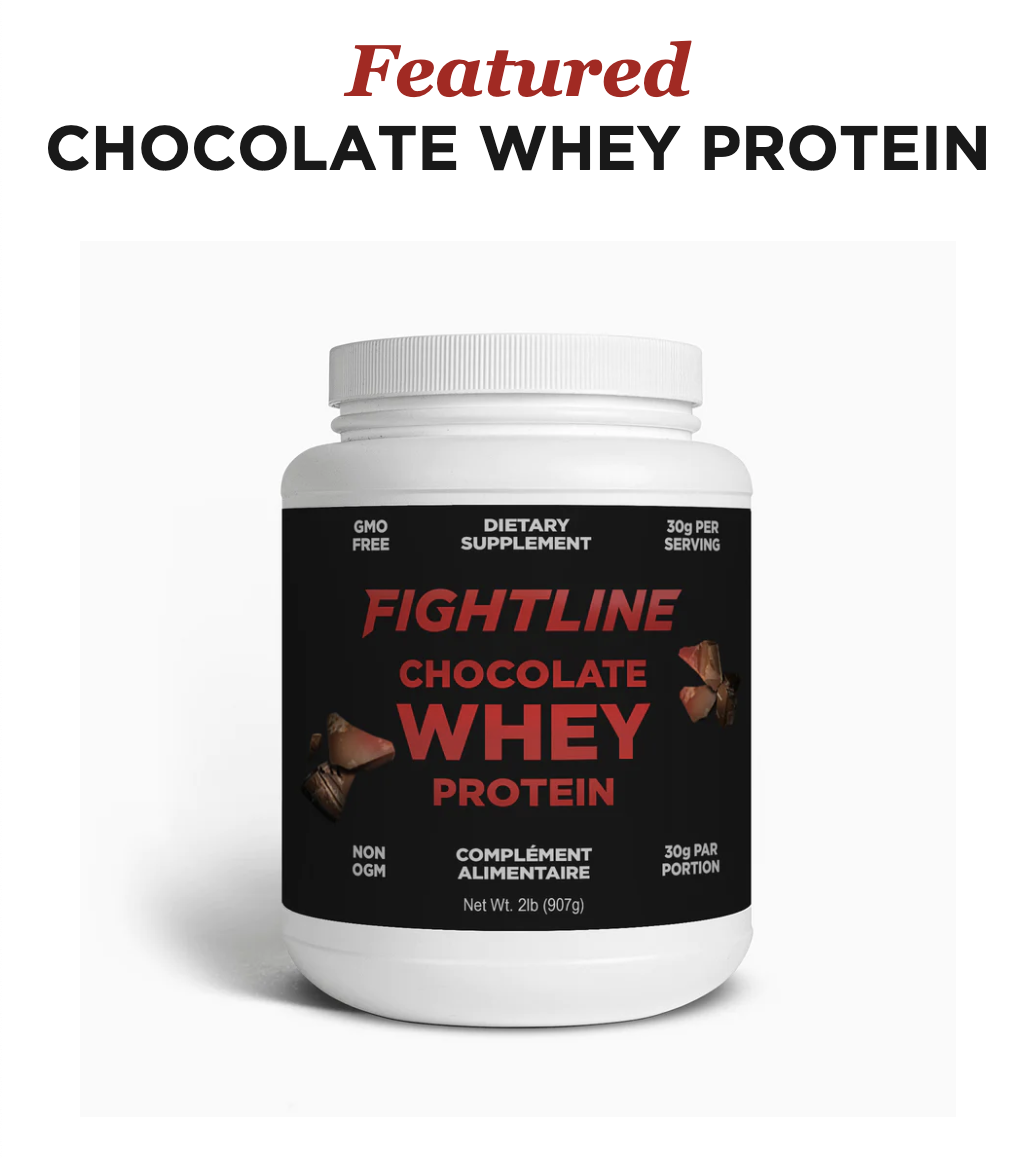 Featured
CHOCOLATE WHEY PROTEIN
GMO
FREE
DIETARY
SUPPLEMENT
30g PER
SERVING
FIGHTLINE
CHOCOLATE
WHEY
PROTEIN
NON
OGM
COMPLÉMENT
ALIMENTAIRE
30g PAR
PORTION
Net Wt. 2lb (907g)